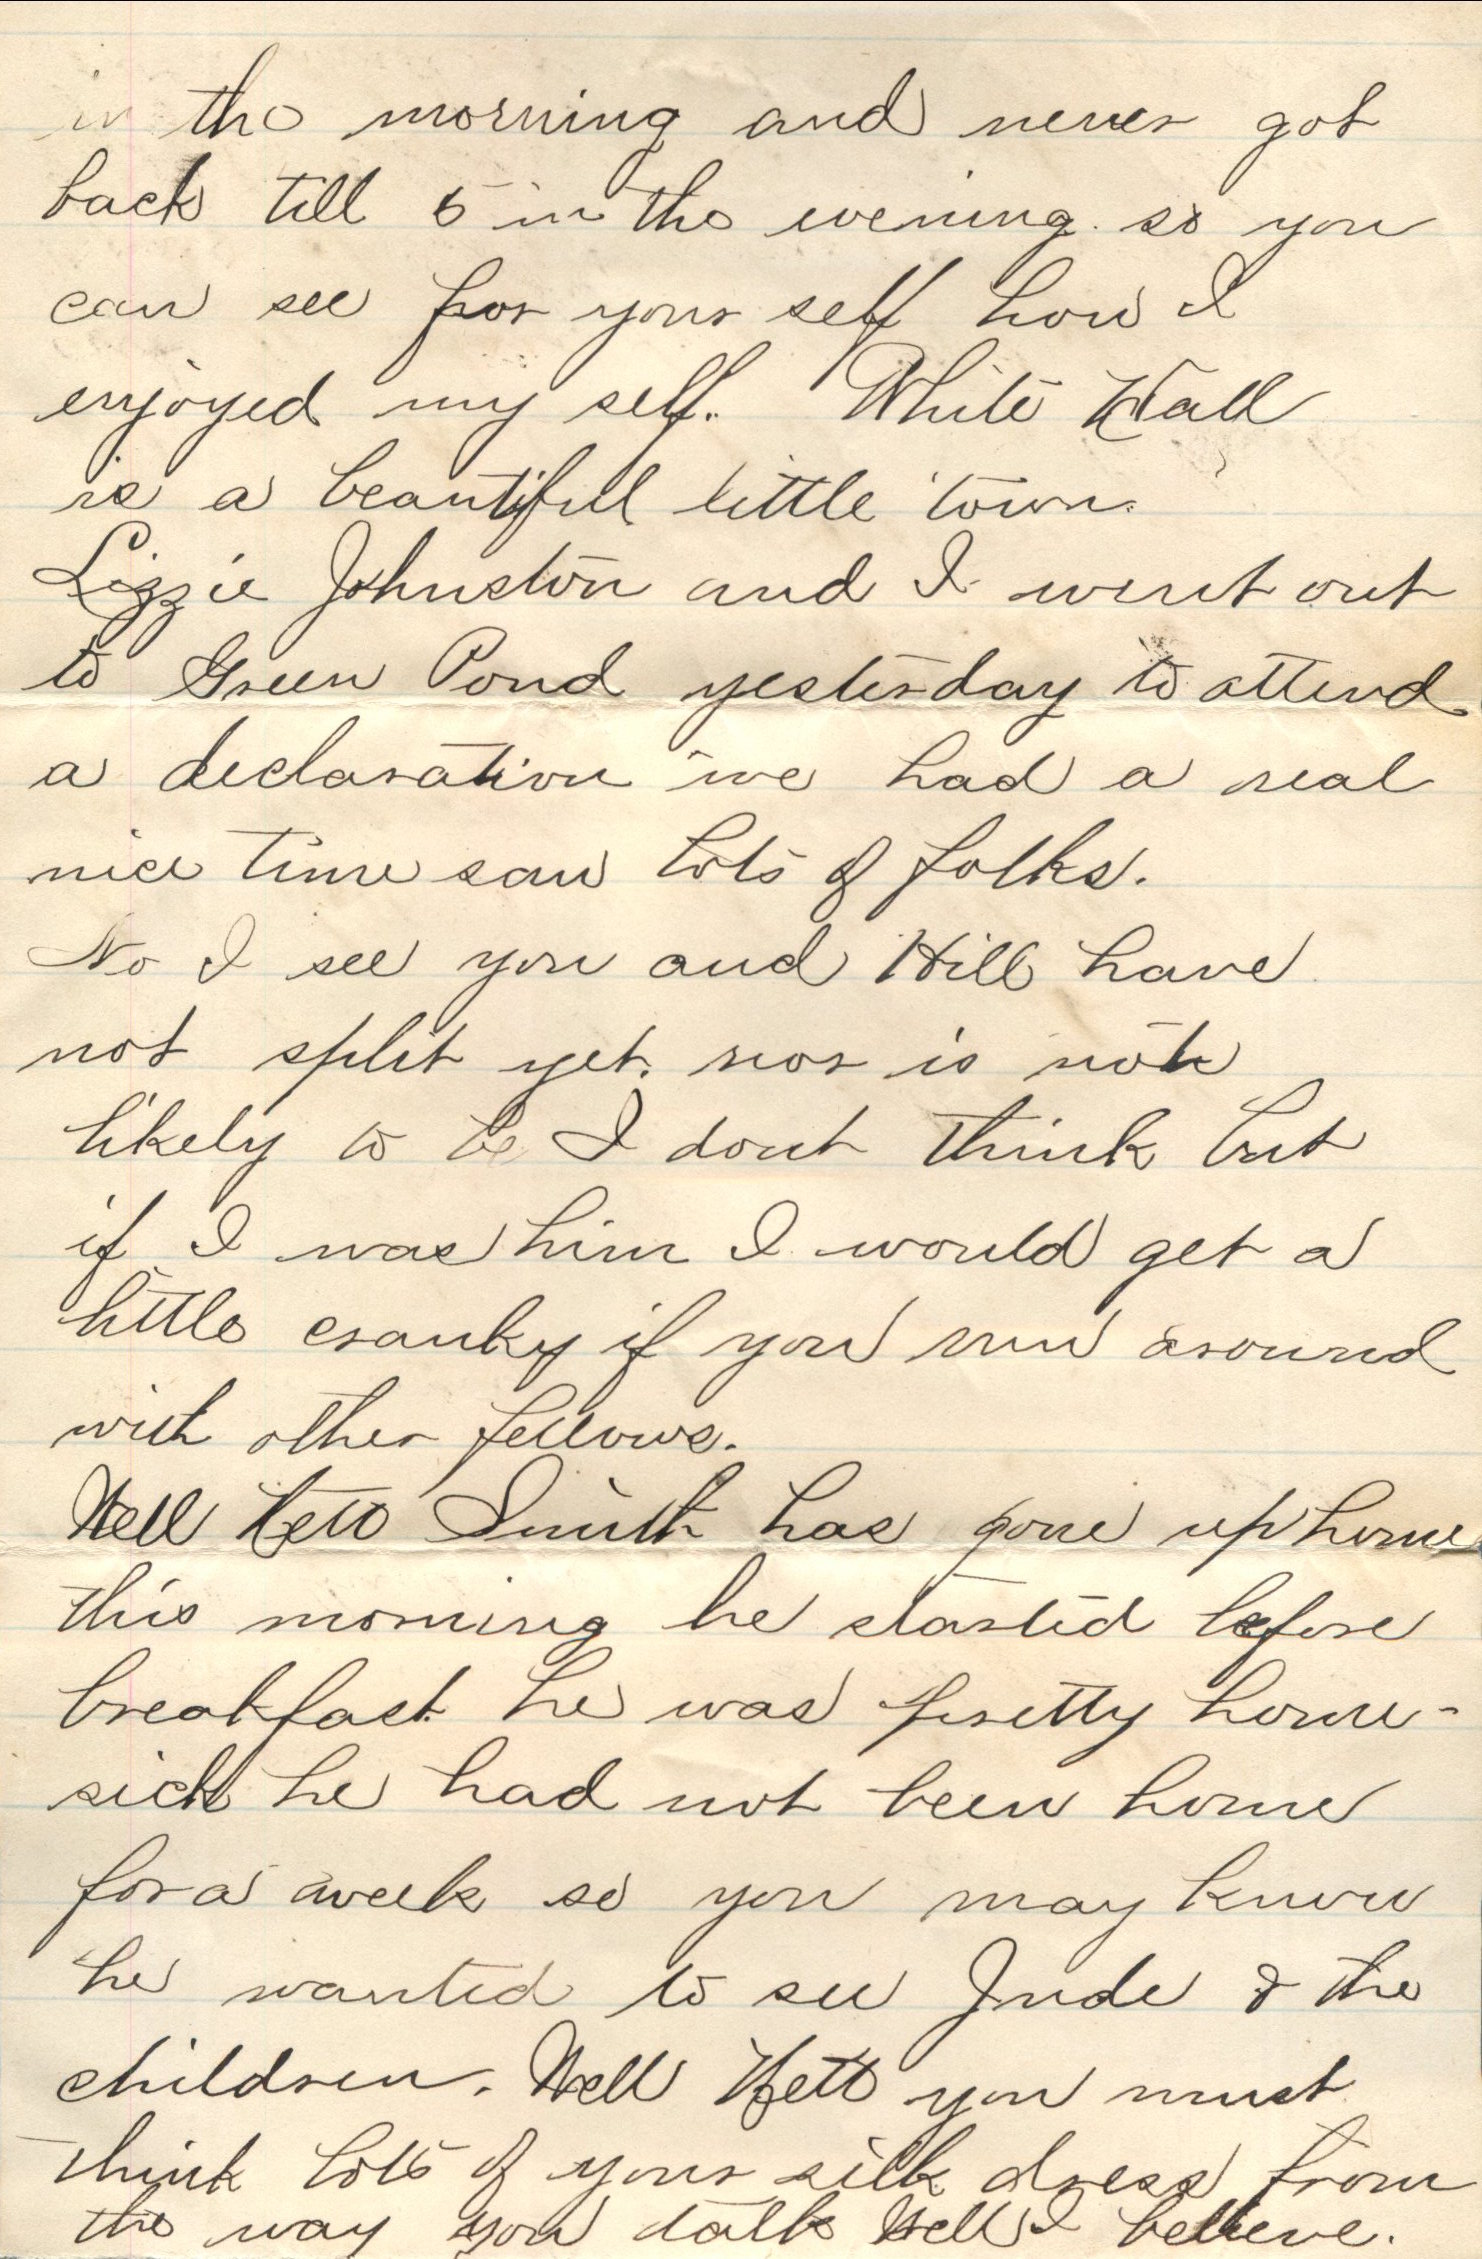 in the morning and never got
back till 5 in the evening. so you
can see for your self how I
enjoyed my self. White Hall
is a beautiful little town.
Lizzie Johnston and I went out
to Green Pond yesterday to attend
a declaration we had a real
nice time saw lots of folks.
No I see you and Hill have
not split yet. nor is not
likely to be I dont think but
if I was him I would get a
little cranky if you run around
with other fellows.
Well Hett Smith has gone up home
this morning he started before
breakfast. he was pretty home-
sick he had not been home
for a week so you may know
he wanted to see Jude & the
children. Well Hett you must
think lots of your silk dress from
the way you talk Well I believe.